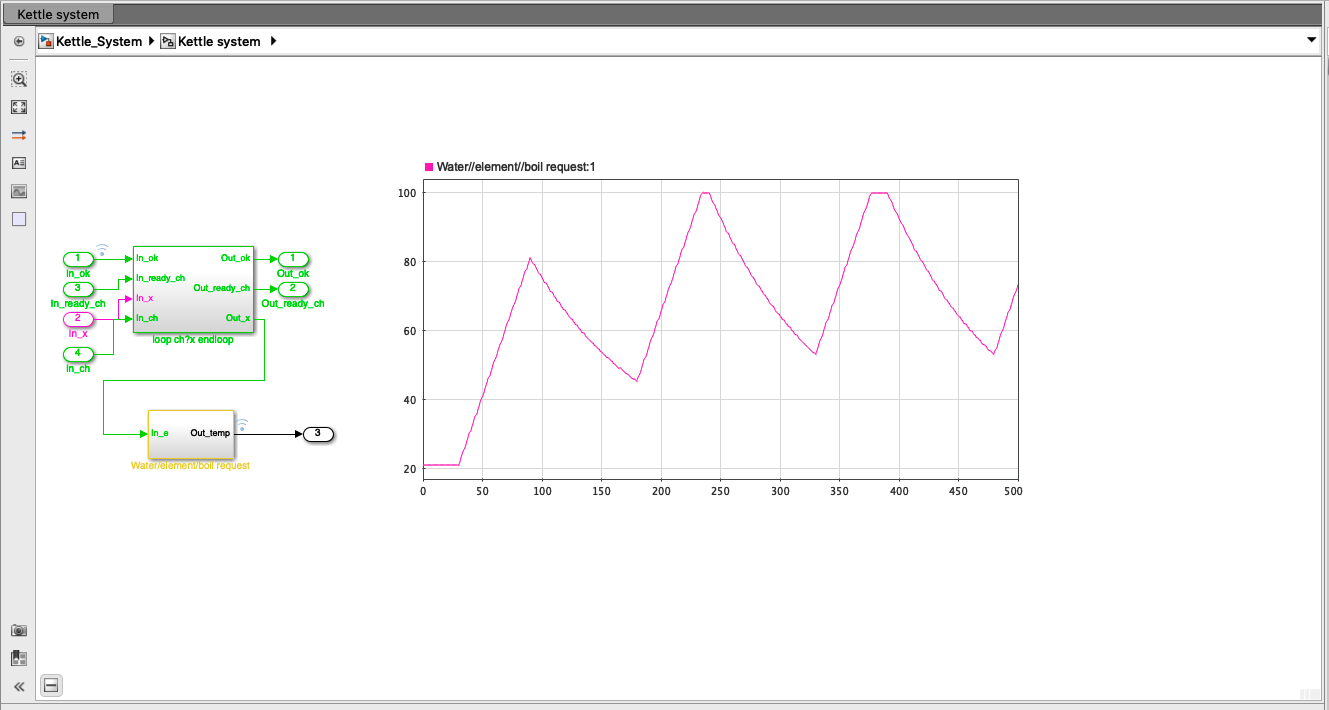 Kettle system
Kettle_System
Kettle system
Water//element//boil request:1
100
80
60
40
20
0
50
100
150
200
250
300
350
400
450
500
1
In_ok
3
In_ready_ch
2
In_x
4
In_ch
In_ok
In_ready_ch
In_x
In_ch
Out_ok
Out_ready_ch
Out_x
loop ch?x endloop
1
Out_ok
2
Out_ready_ch
In_e
Out_temp
Water/element/boil request
3